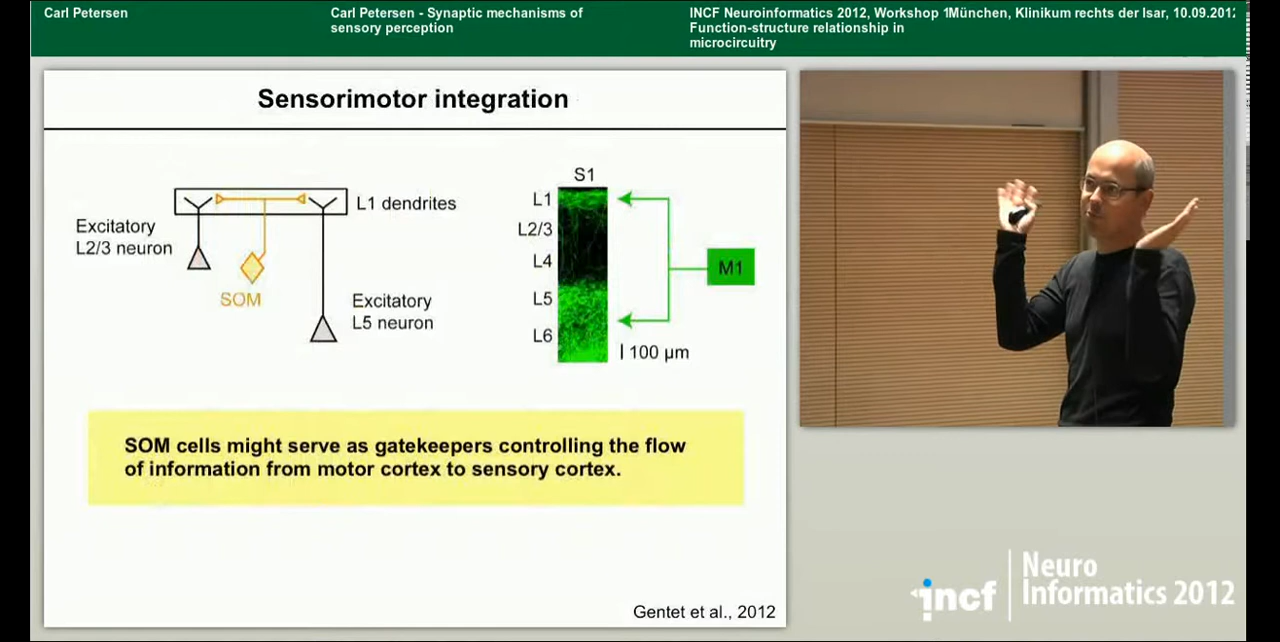 Carl Petersen
Carl Petersen - Synaptic mechanisms of
sensory perception
INCF Neuroinformatics 2012, Workshop 1München, Klinikum rechts der Isar, 10.09.2012
Function-structure relationship in
microcircuitry
Sensorimotor integration
S1
L1 dendrites
L1
Excitatory
L2/3 neuron
L2/3
L4
M1
SOM
Excitatory
L5 neuron
L5
L6
100 µm
SOM cells might serve as gatekeepers controlling the flow
of information from motor cortex to sensory cortex.
Gentet et al., 2012
incf
Neuro
Informatics 2012